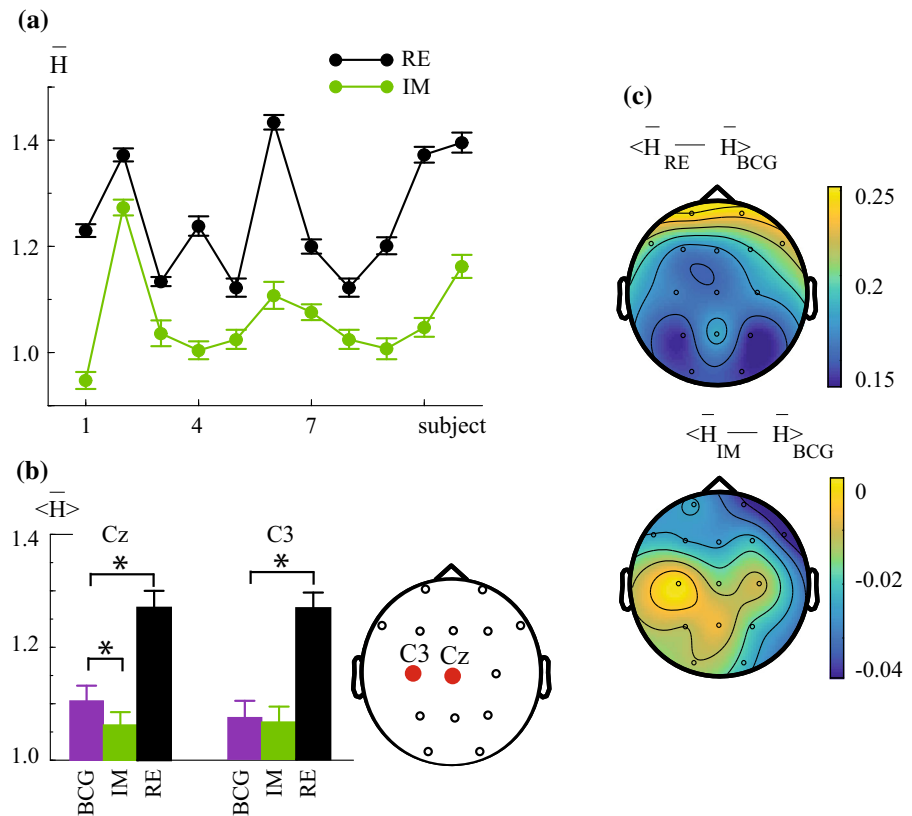 (a)
H̅
RE
IM
1.4
1.2
1.0
1
4
7
subject
(b)
<H̅>
1.4
1.2
1.0
Cz
C3
*
*
*
BCG
IM
RE
BCG
IM
RE
C3
Cz
(c)
<H̅RE — H̅>BCG
0.25
0.2
0.15
<H̅IM — H̅>BCG
0
-0.02
-0.04